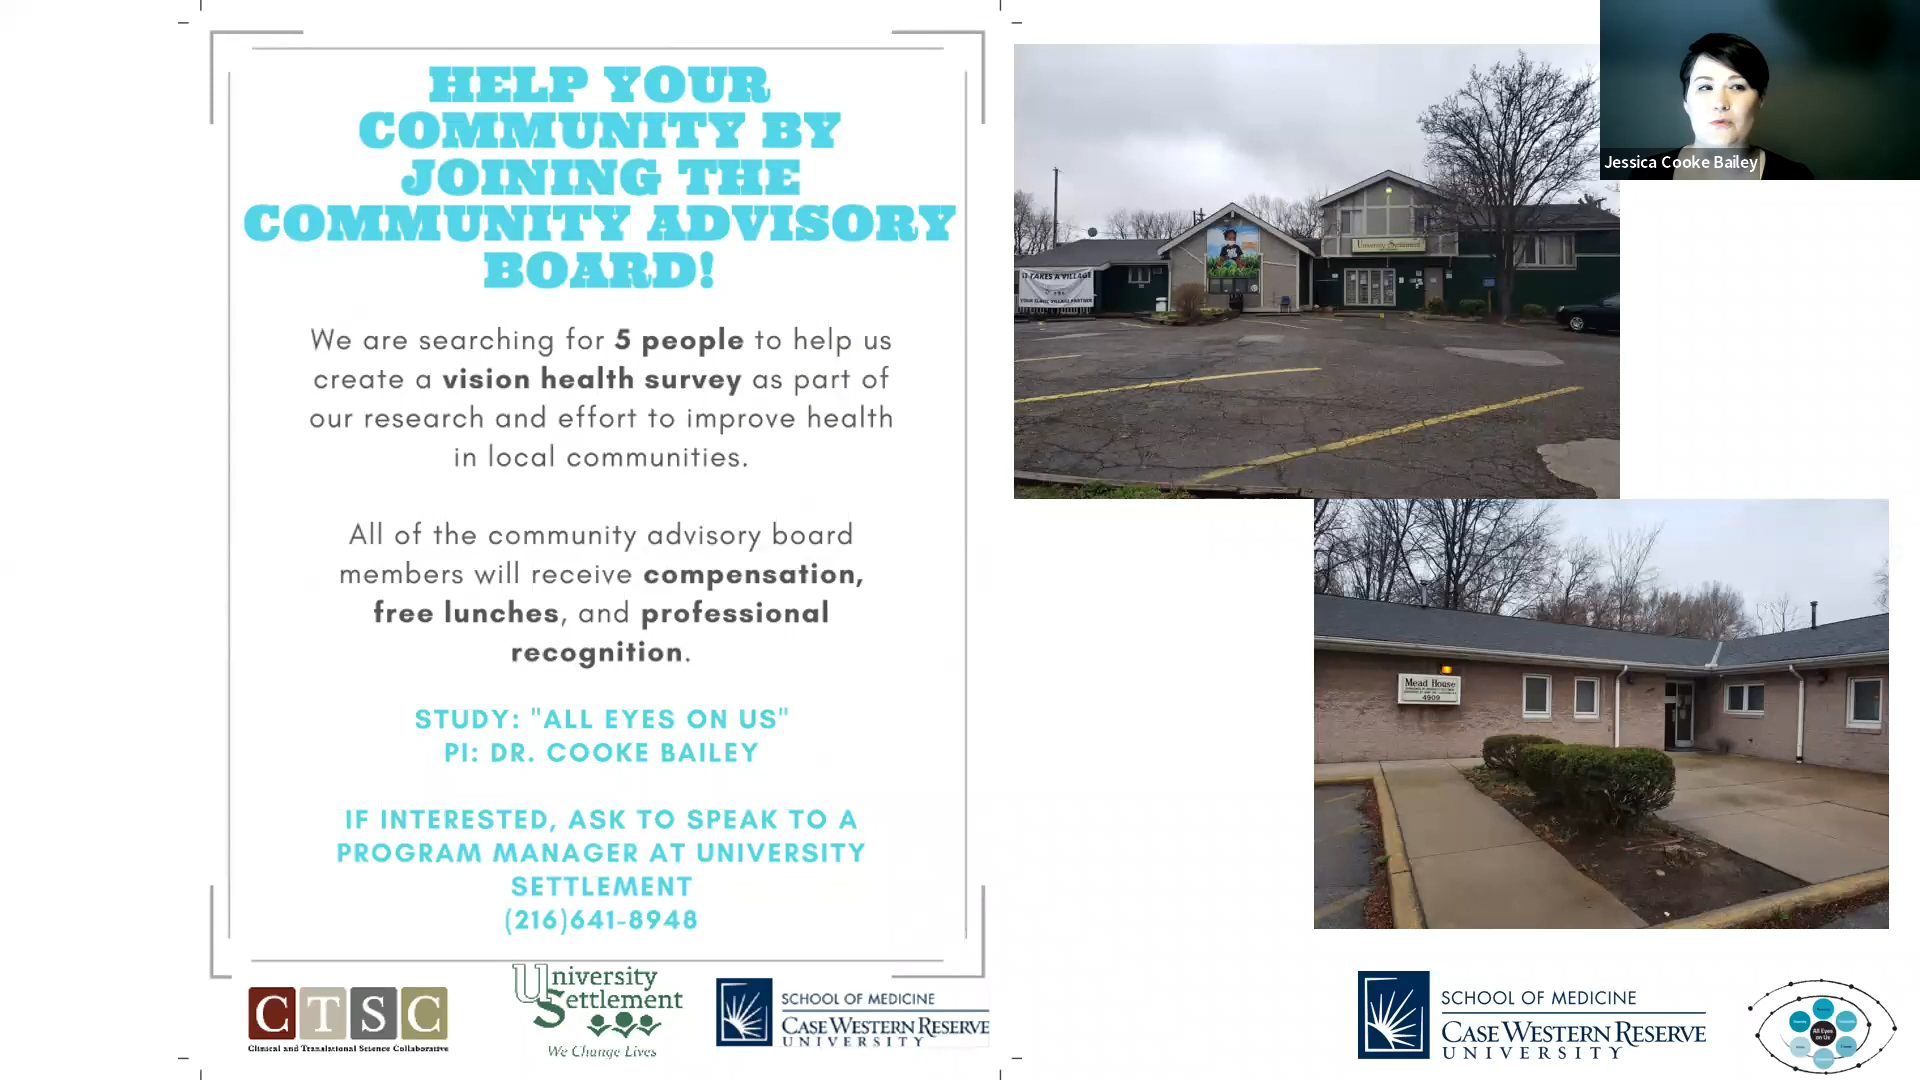 HELP YOUR
COMMUNITY BY
JOINING THE
COMMUNITY ADVISORY
BOARD!
We are searching for 5 people to help us
create a vision health survey as part of
our research and effort to improve health
in local communities.
All of the community advisory board
members will receive compensation,
free lunches, and professional
recognition.
STUDY: "ALL EYES ON US"
PI: DR. COOKE BAILEY
IF INTERESTED, ASK TO SPEAK TO A
PROGRAM MANAGER AT UNIVERSITY
SETTLEMENT
(216)641-8948
CTSC
Clinical and Translational Science Collaborative
University
Settlement
We Change Lives
SCHOOL OF MEDICINE
CASE WESTERN RESERVE
UNIVERSITY
Jessica Cooke Bailey
University Settlement
IT TAKES A VILLAGE
YOUR SLAVIC VILLAGE PARTNER
Mead House
4909
SCHOOL OF MEDICINE
CASE WESTERN RESERVE
UNIVERSITY
All Eyes
on Us